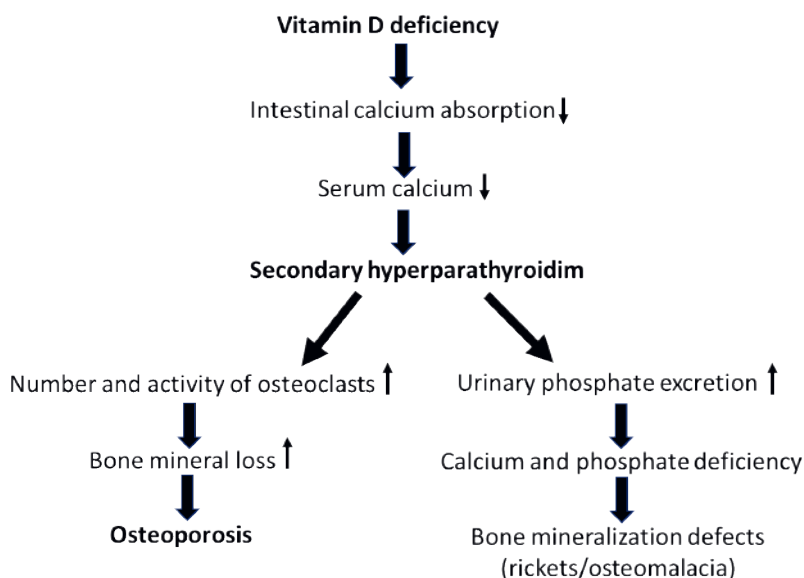 Vitamin D deficiency
Intestinal calcium absorption
Serum calcium
Secondary hyperparathyroidim
Number and activity of osteoclasts
Urinary phosphate excretion
Bone mineral loss
Calcium and phosphate deficiency
Osteoporosis
Bone mineralization defects
(rickets/osteomalacia)